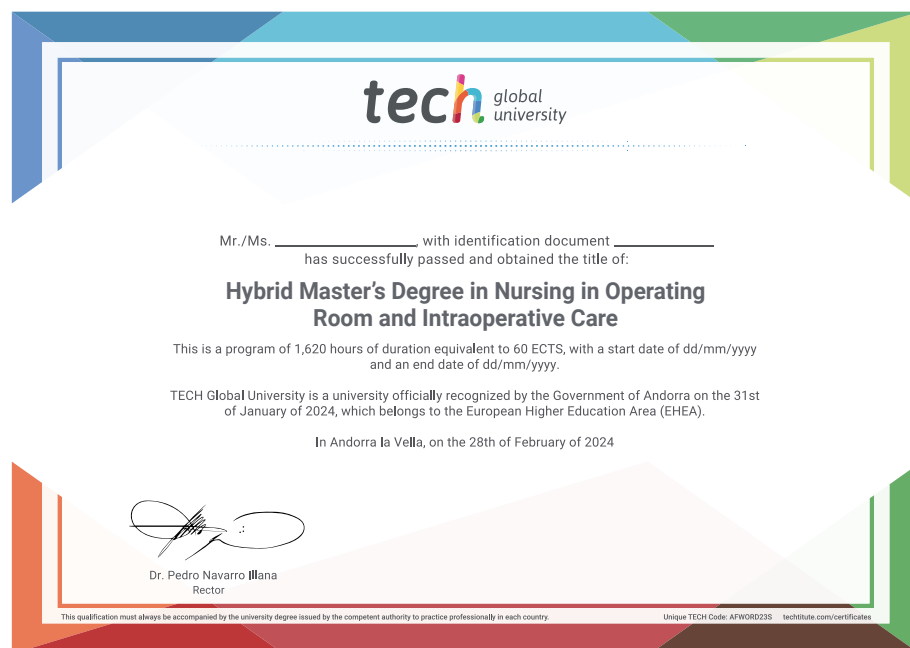 tech global
university
Mr./Ms. ____________, with identification document ____________
has successfully passed and obtained the title of:
Hybrid Master’s Degree in Nursing in Operating
Room and Intraoperative Care
This is a program of 1,620 hours of duration equivalent to 60 ECTS, with a start date of dd/mm/yyyy
and an end date of dd/mm/yyyy.
TECH Global University is a university officially recognized by the Government of Andorra on the 31st
of January of 2024, which belongs to the European Higher Education Area (EHEA).
In Andorra la Vella, on the 28th of February of 2024
Dr. Pedro Navarro Illana
Rector
This qualification must always be accompanied by the university degree issued by the competent authority to practice professionally in each country.
Unique TECH Code: AFWORD23S techtitute.com/certificates